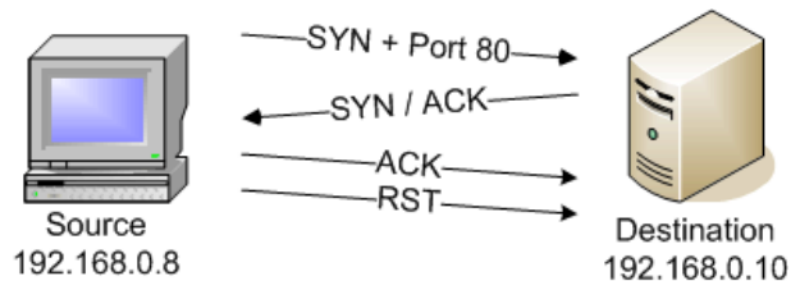 SYN + Port 80
SYN / ACK
ACK
RST
Source
192.168.0.8
Destination
192.168.0.10